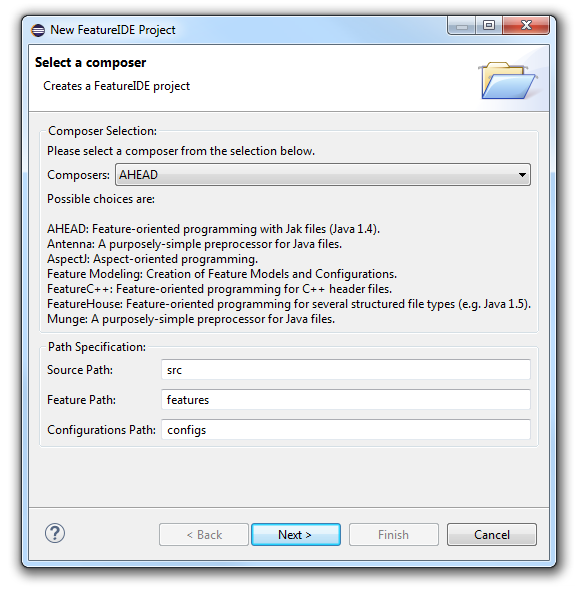 New FeatureIDE Project
Select a composer
Creates a FeatureIDE project
Composer Selection:
Please select a composer from the selection below.
Composers: AHEAD
Possible choices are:
AHEAD: Feature-oriented programming with Jak files (Java 1.4).
Antenna: A purposely-simple preprocessor for Java files.
AspectJ: Aspect-oriented programming.
Feature Modeling: Creation of Feature Models and Configurations.
FeatureC++: Feature-oriented programming for C++ header files.
FeatureHouse: Feature-oriented programming for several structured file types (e.g. Java 1.5).
Munge: A purposely-simple preprocessor for Java files.
Path Specification:
Source Path: src
Feature Path: features
Configurations Path: configs
? < Back Next > Finish Cancel